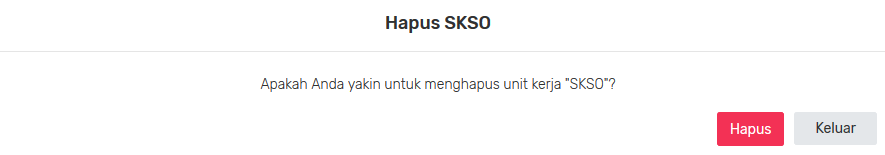 Hapus SKSO
Apakah Anda yakin untuk menghapus unit kerja "SKSO"?
Hapus
Keluar